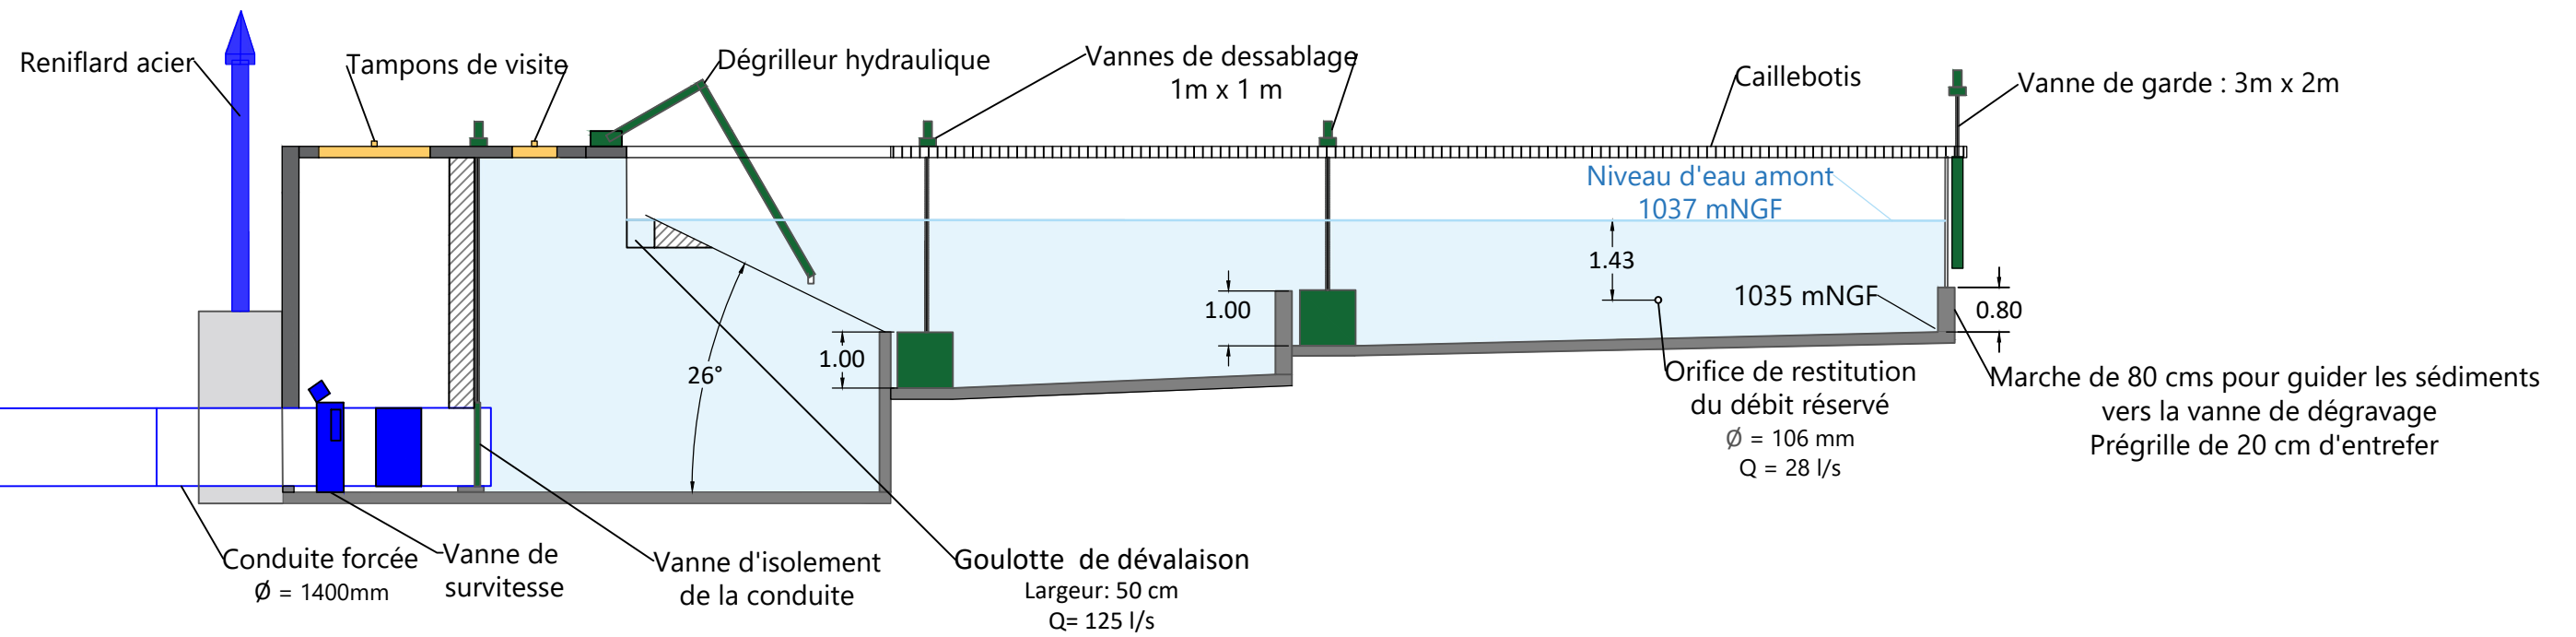 Reniflard acier
Tampons de visite
Dégrilleur hydraulique
Vannes de dessablage
1m x 1 m
Caillebotis
Vanne de garde : 3m x 2m
Niveau d'eau amont
1037 mNGF
1.43
1035 mNGF
0.80
1.00
1.00
26°
Orifice de restitution
du débit réservé
Ø = 106 mm
Q = 28 l/s
Marche de 80 cms pour guider les sédiments
vers la vanne de dégravage
Prégrille de 20 cm d'entrefer
Conduite forcée
Ø = 1400mm
Vanne de
survitesse
Vanne d'isolement
de la conduite
Goulotte de dévalaison
Largeur: 50 cm
Q= 125 l/s